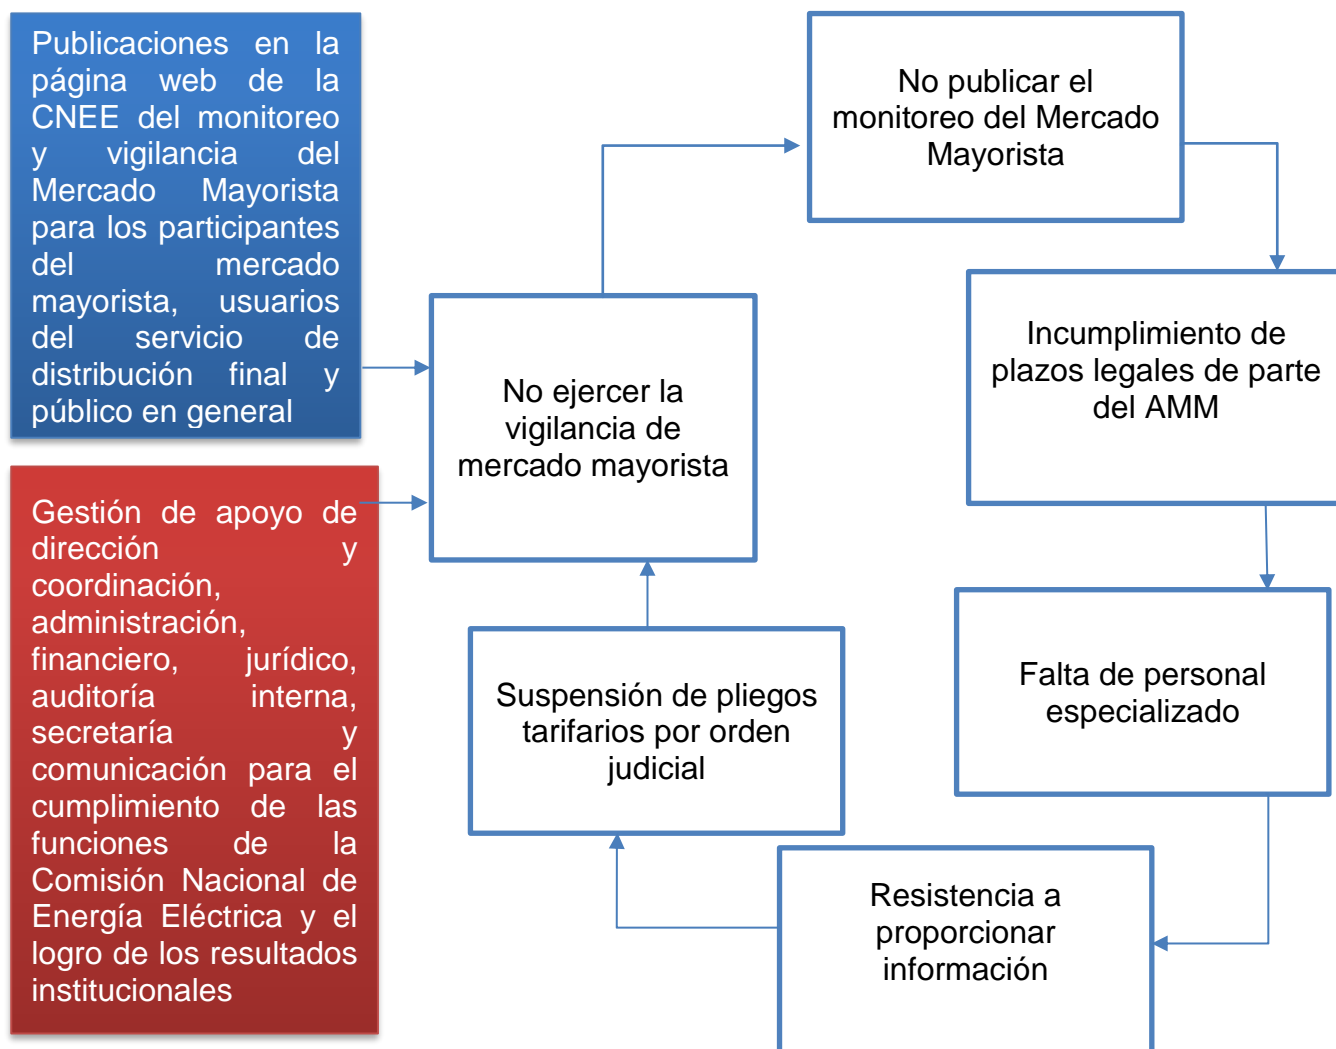 Publicaciones en la
página web de la
CNEE del monitoreo
y vigilancia del
Mercado Mayorista
para los participantes
del mercado
mayorista, usuarios
del servicio de
distribución final y
público en general
Gestión de apoyo de
dirección y
coordinación,
administración,
financiero, jurídico,
auditoría interna,
secretaría y
comunicación para el
cumplimiento de las
funciones de la
Comisión Nacional de
Energía Eléctrica y el
logro de los resultados
institucionales
No ejercer la
vigilancia de
mercado mayorista
No publicar el
monitoreo del Mercado
Mayorista
Incumplimiento de
plazos legales de parte
del AMM
Falta de personal
especializado
Resistencia a
proporcionar
información
Suspensión de pliegos
tarifarios por orden
judicial